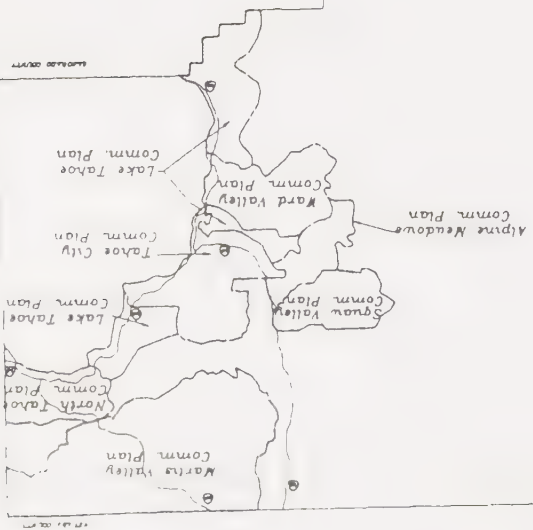 Martis Valley
Comm. Plan
North Tahoe
Comm. Plan
Squaw Valley
Comm. Plan
Lake Tahoe
Comm. Plan
Tahoe City
Comm. Plan
Alpine Meadows
Comm. Plan
Ward Valley
Comm. Plan
Lake Tahoe
Comm. Plan
COUNTY